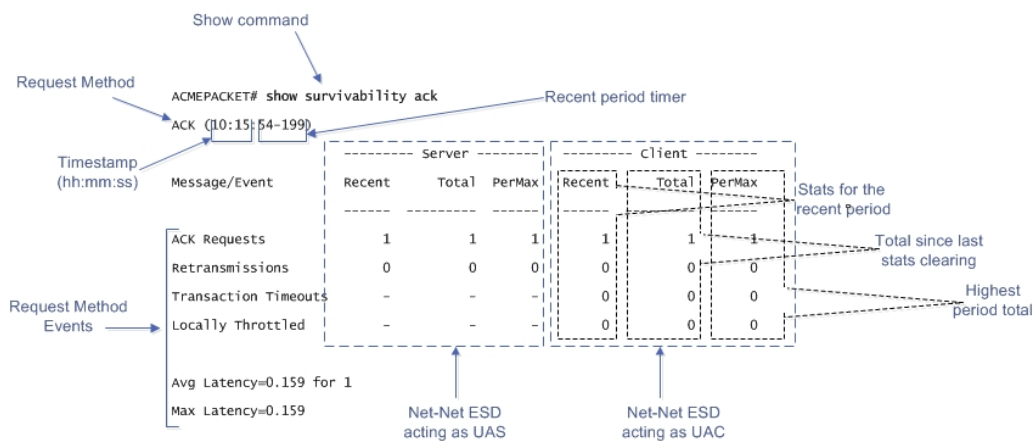 Show command
Request Method
ACMEPACKET# show survivability ack
Recent period timer
ACK (10:15:54-199)
Timestamp
(hh:mm:ss)
------- Server ------- ------- Client -------
Message/Event Recent Total PerMax Recent Total PerMax
Stats for the
recent period
------ --------- ------ ------ --------- ------
ACK Requests 1 1 1 1 1 1
Total since last
stats clearing
Retransmissions 0 0 0 0 0 0
Request Method
Events
Transaction Timeouts - - - 0 0 0
Highest
period total
Locally Throttled - - - 0 0 0
Avg Latency=0.159 for 1
Max Latency=0.159
Net-Net ESD
acting as UAS
Net-Net ESD
acting as UAC